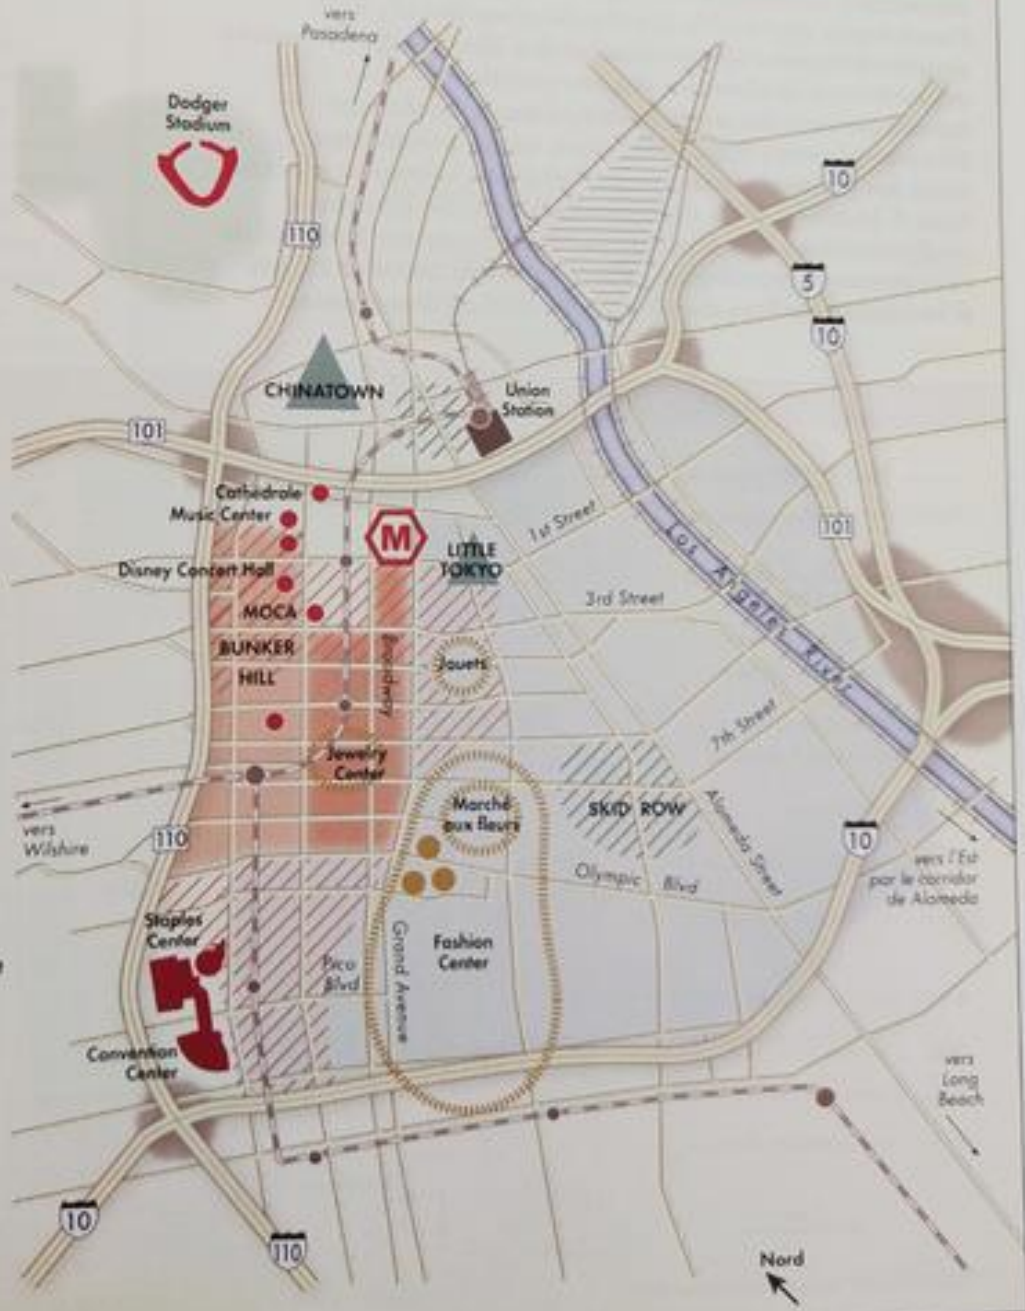 vers
Pasadena
Dodger
Stadium
10
110
5
10
CHINATOWN
Union
Station
101
Cathédrale
Music Center
M
1st Street
101
LITTLE
TOKYO
Los Angeles River
Disney Concert Hall
3rd Street
MOCA
BUNKER
HILL
Broadway
Jouets
7th Street
Jewelry
Center
Marché
aux fleurs
SKID ROW
Alameda Street
vers
Wilshire
110
10
vers l'Est
par le corridor
de Alameda
Olympic Blvd
Staples
Center
Grand Avenue
Fashion
Center
Pico
Blvd
Convention
Center
vers
Long
Beach
10
110
Nord